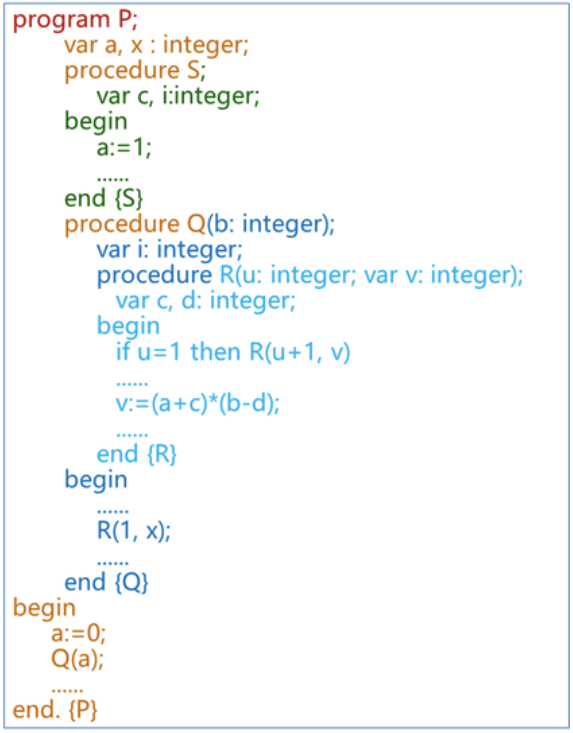 program P;
var a, x : integer;
procedure S;
var c, i:integer;
begin
a:=1;
......
end {S}
procedure Q(b: integer);
var i: integer;
procedure R(u: integer; var v: integer);
var c, d: integer;
begin
if u=1 then R(u+1, v)
......
v:=(a+c)*(b-d);
......
end {R}
begin
......
R(1, x);
......
end {Q}
begin
a:=0;
Q(a);
......
end. {P}